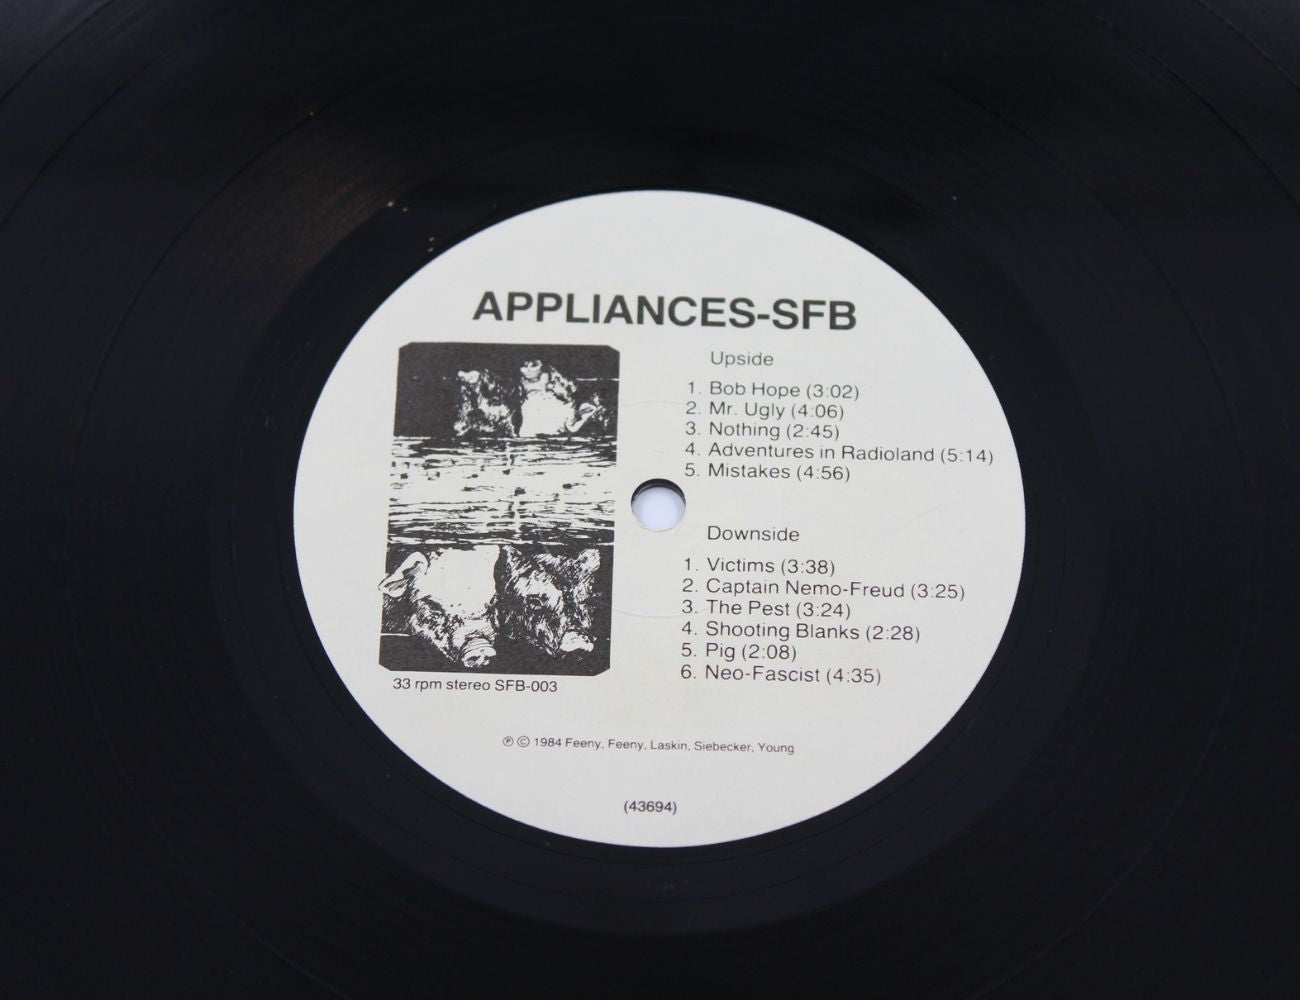 APPLIANCES-SFB
Upside
1. Bob Hope (3:02)
2. Mr. Ugly (4:06)
3. Nothing (2:45)
4. Adventures in Radioland (5:14)
5. Mistakes (4:56)
Downside
1. Victims (3:38)
2. Captain Nemo-Freud (3:25)
3. The Pest (3:24)
4. Shooting Blanks (2:28)
5. Pig (2:08)
6. Neo-Fascist (4:35)
33 rpm stereo SFB-003
℗ © 1984 Feeny, Feeny, Laskin, Siebecker, Young
(43694)